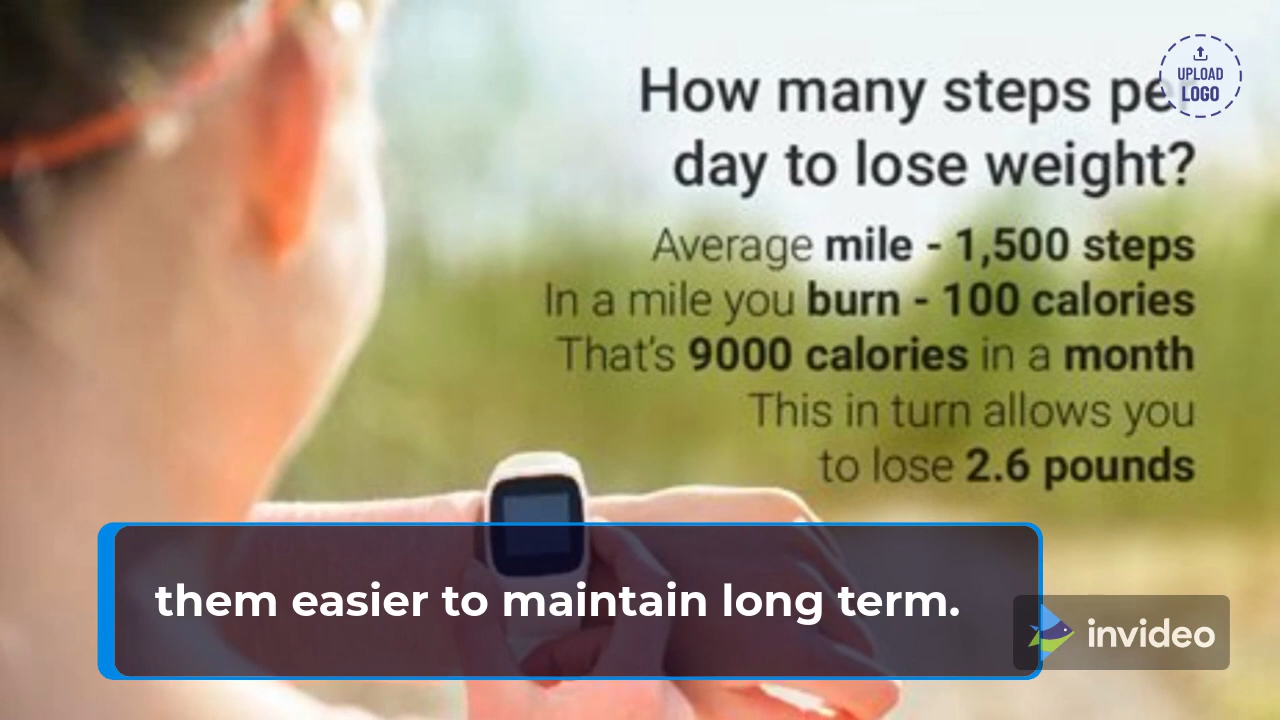 How many steps per
UPLOAD
LOGO
day to lose weight?
Average mile - 1,500 steps
In a mile you burn - 100 calories
That's 9000 calories in a month
This in turn allows you
to lose 2.6 pounds
them easier to maintain long term.
invideo